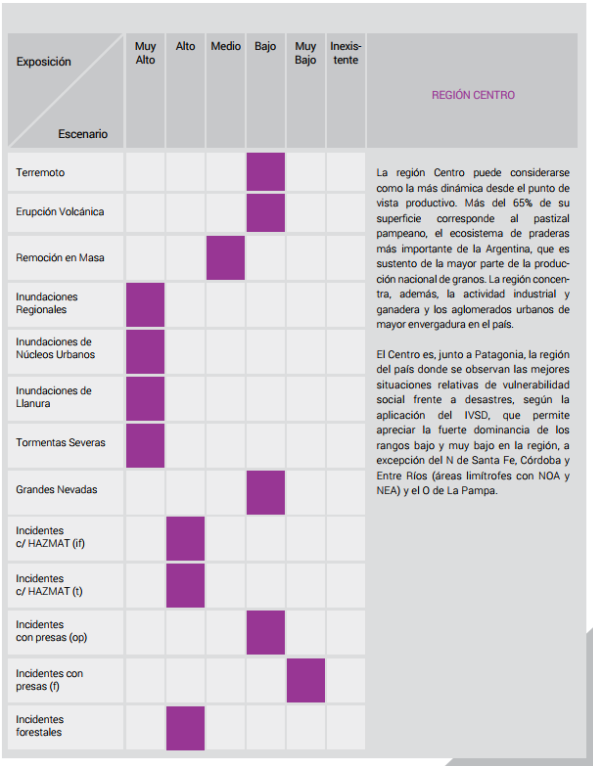 Exposición
Escenario
Muy
Alto
Alto
Medio
Bajo
Muy
Bajo
Inexis-
tente
REGIÓN CENTRO
Terremoto
Erupción Volcánica
Remoción en Masa
Inundaciones
Regionales
Inundaciones de
Núcleos Urbanos
Inundaciones de
Llanura
Tormentas Severas
Grandes Nevadas
Incidentes
c/ HAZMAT (if)
Incidentes
c/ HAZMAT (t)
Incidentes
con presas (op)
Incidentes con
presas (f)
Incidentes
forestales
La región Centro puede considerarse
como la más dinámica desde el punto de
vista productivo. Más del 65% de su
superficie corresponde al pastizal
pampeano, el ecosistema de praderas
más importante de la Argentina, que es
sustento de la mayor parte de la produc-
ción nacional de granos. La región concen-
tra, además, la actividad industrial y
ganadera y los aglomerados urbanos de
mayor envergadura en el país.
El Centro es, junto a Patagonia, la región
del país donde se observan las mejores
situaciones relativas de vulnerabilidad
social frente a desastres, según la
aplicación del IVSD, que permite
apreciar la fuerte dominancia de los
rangos bajo y muy bajo en la región, a
excepción del N de Santa Fe, Córdoba y
Entre Ríos (áreas limítrofes con NOA y
NEA) y el O de La Pampa.